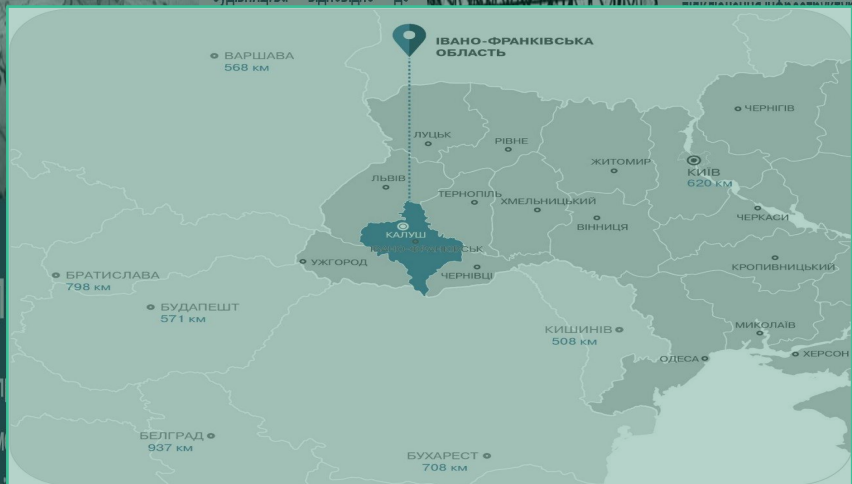 ІВАНО-ФРАНКІВСЬКА
ОБЛАСТЬ
ВАРШАВА
568 км
ЧЕРНІГІВ
ЛУЦЬК
РІВНЕ
ЖИТОМИР
КИЇВ
620 км
ЛЬВІВ
ТЕРНОПІЛЬ
ХМЕЛЬНИЦЬКИЙ
ВІННИЦЯ
ЧЕРКАСИ
КАЛУШ
УЖГОРОД
ЧЕРНІВЦІ
КРОПИВНИЦЬКИЙ
БРАТИСЛАВА
798 км
БУДАПЕШТ
571 км
КИШИНІВ
508 км
МИКОЛАЇВ
ОДЕСА
ХЕРСОН
БЕЛГРАД
937 км
БУХАРЕСТ
708 км